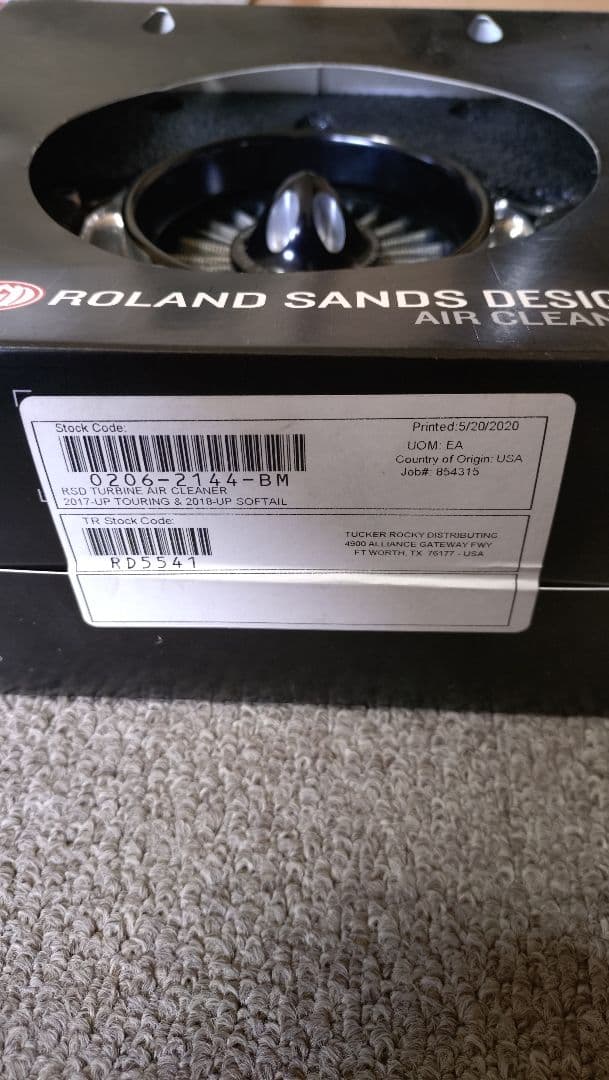 ROLAND SANDS DESIG
AIR CLEAN
Stock Code:
Printed:5/20/2020
UOM: EA
Country of Origin: USA
Job#: 854315
0206-2144-BM
RSD TURBINE AIR CLEANER
2017-UP TOURING & 2018-UP SOFTAIL
TR Stock Code:
RD5541
TUCKER ROCKY DISTRIBUTING
4900 ALLIANCE GATEWAY FWY
FT WORTH, TX 76177 - USA